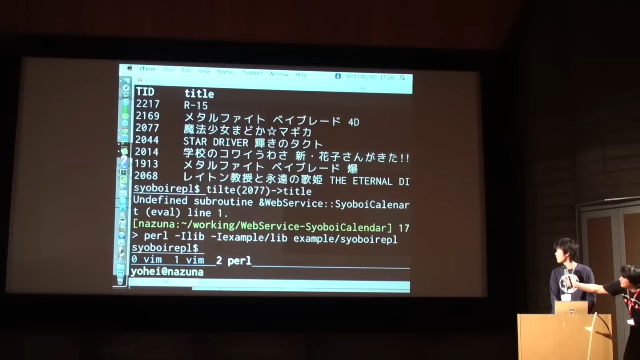 TID title
2217 R-15
2169 メタルファイト ベイブレード 4D
2077 魔法少女まどか☆マギカ
2044 STAR DRIVER 輝きのタクト
2014 学校のコワイうわさ 新・花子さんがきた!!
1913 メタルファイト ベイブレード 爆
2068 レイトン教授と永遠の歌姫 THE ETERNAL DI
syoboirepl$_tilte(2077)->title
Undefined subroutine &WebService::SyoboiCalenar
t (eval) line 1.
[nazuna:~/working/WebService-SyoboiCalendar] 17
> perl -Ilib -Iexample/lib example/syoboirepl
syoboirepl$
0 vim 1 vim 2 perl
yohei@nazuna